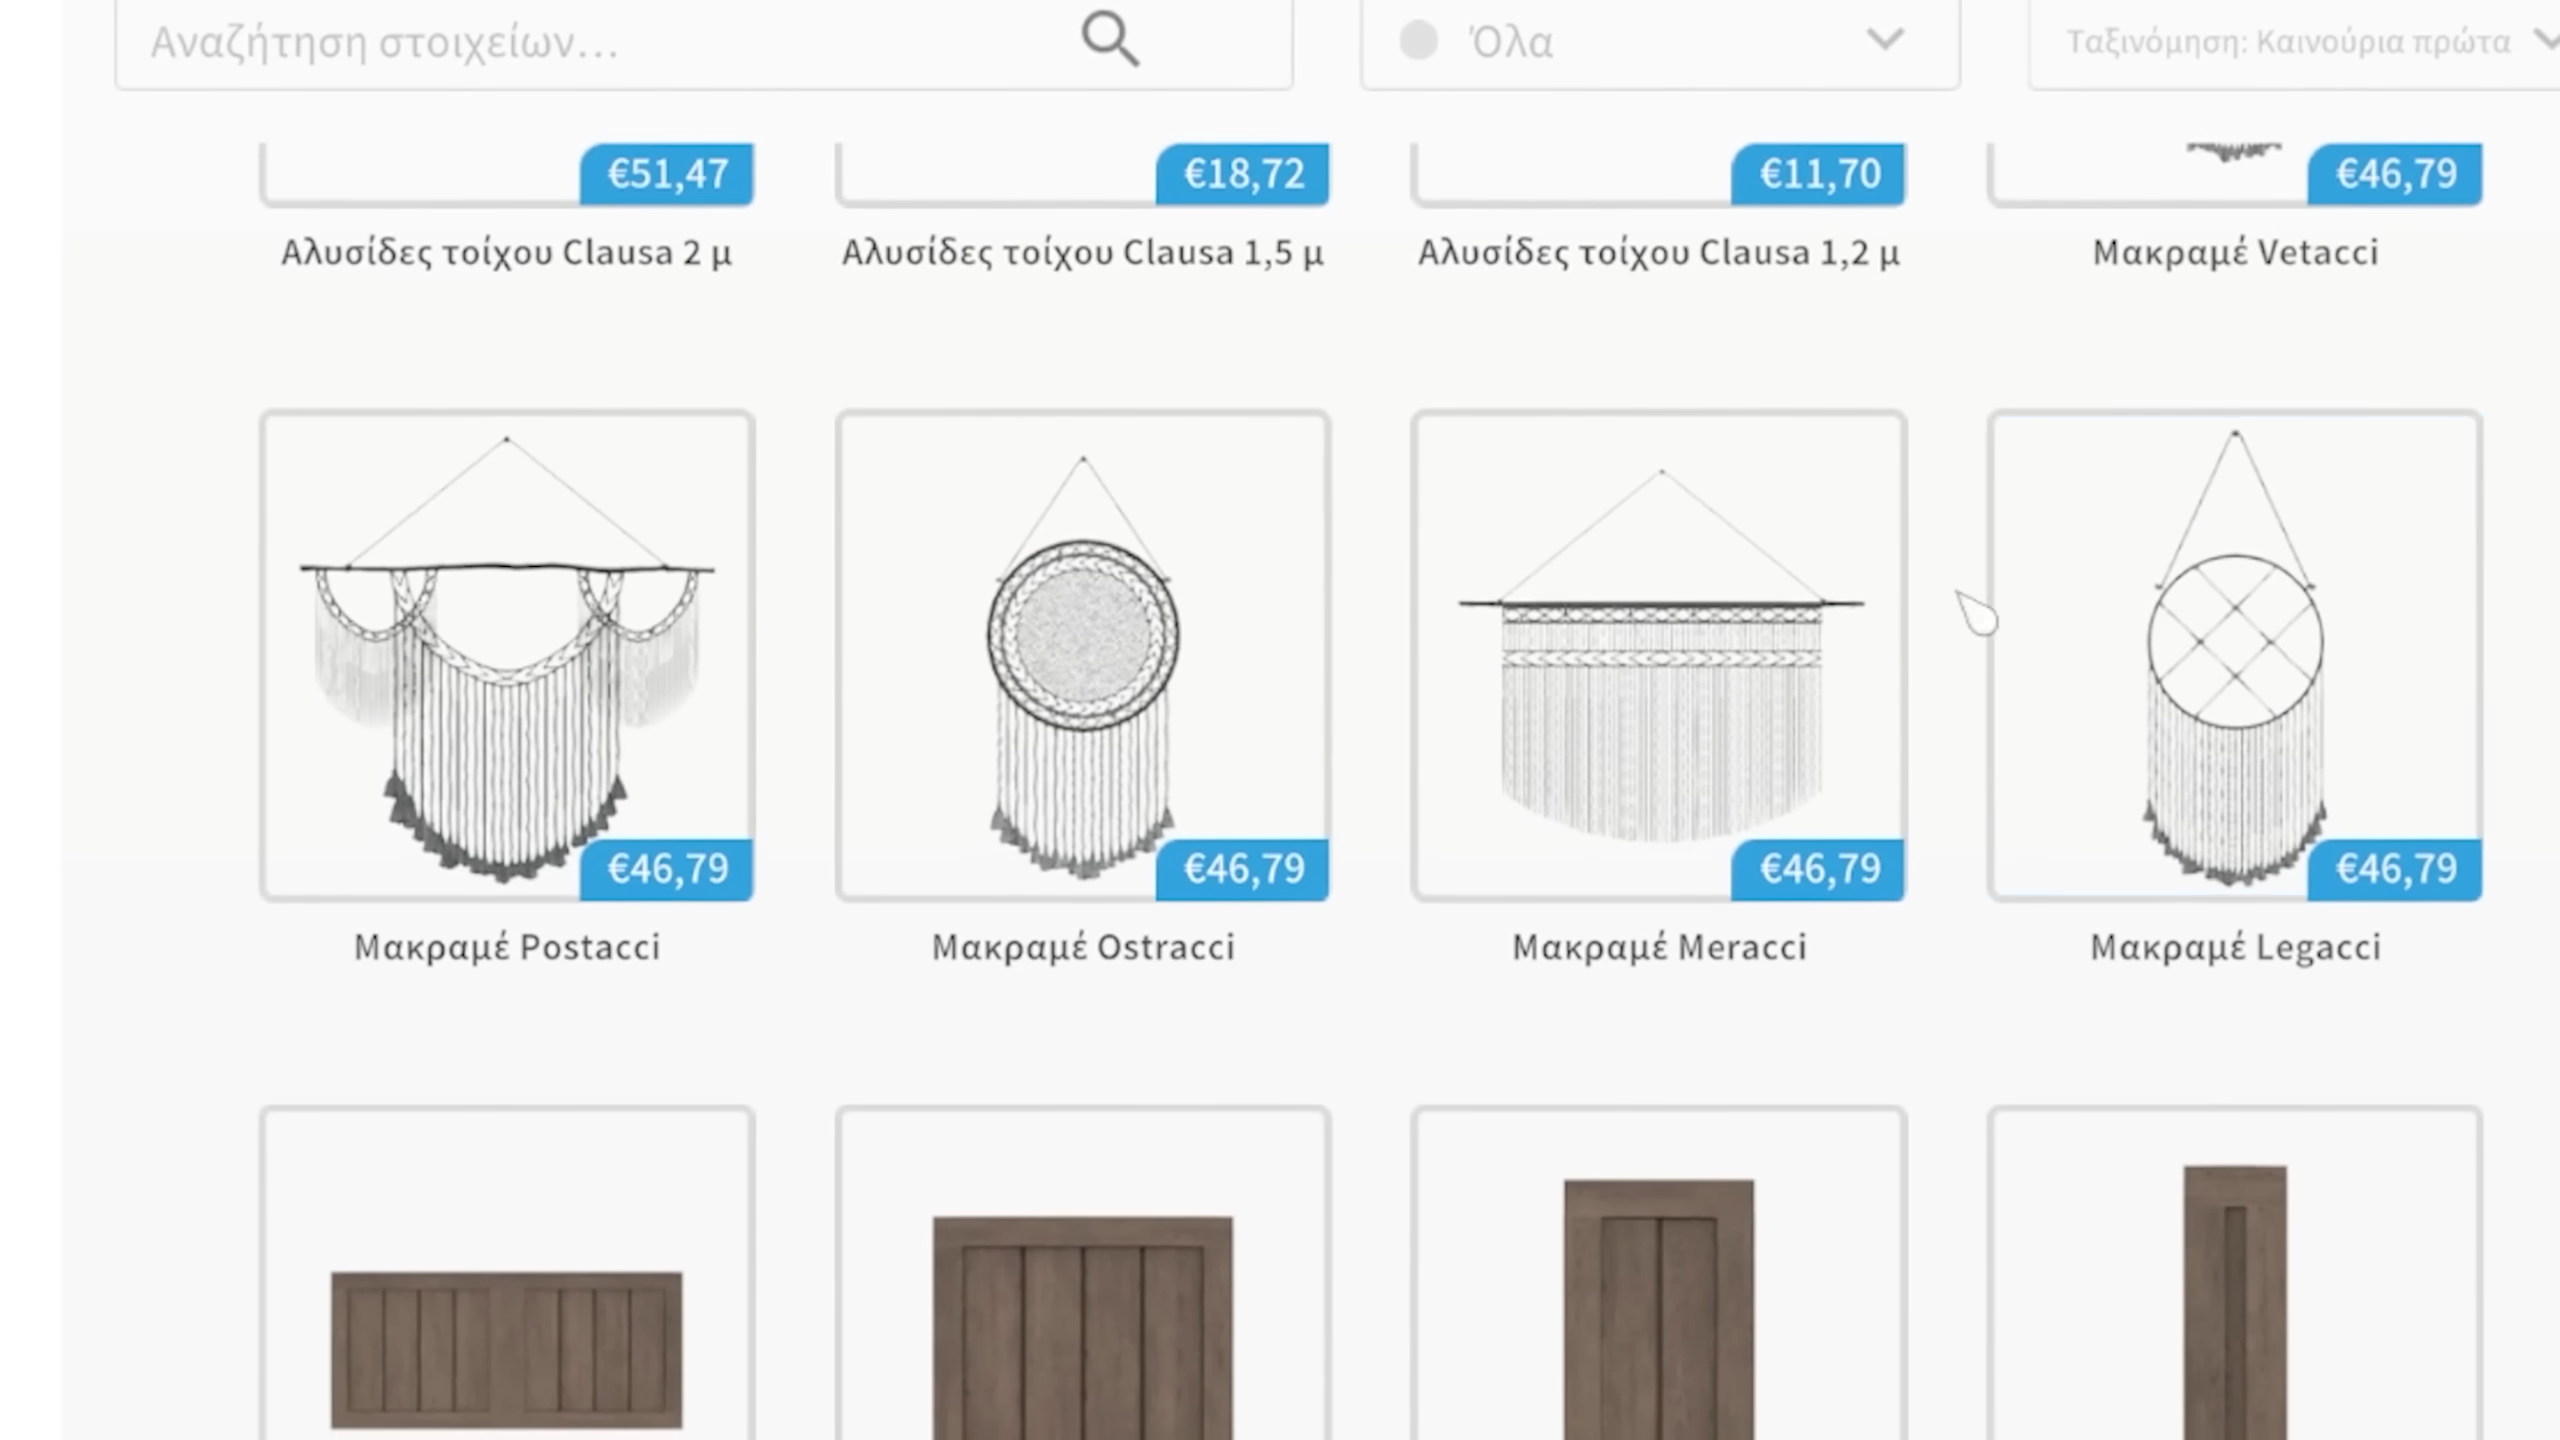 Αναζήτηση στοιχείων...
Όλα
Ταξινόμηση: Καινούρια πρώτα
€51,47
€18,72
€11,70
€46,79
Αλυσίδες τοίχου Clausa 2 μ
Αλυσίδες τοίχου Clausa 1,5 μ
Αλυσίδες τοίχου Clausa 1,2 μ
Μακραμέ Vetacci
€46,79
€46,79
€46,79
€46,79
Μακραμέ Postacci
Μακραμέ Ostracci
Μακραμέ Meracci
Μακραμέ Legacci